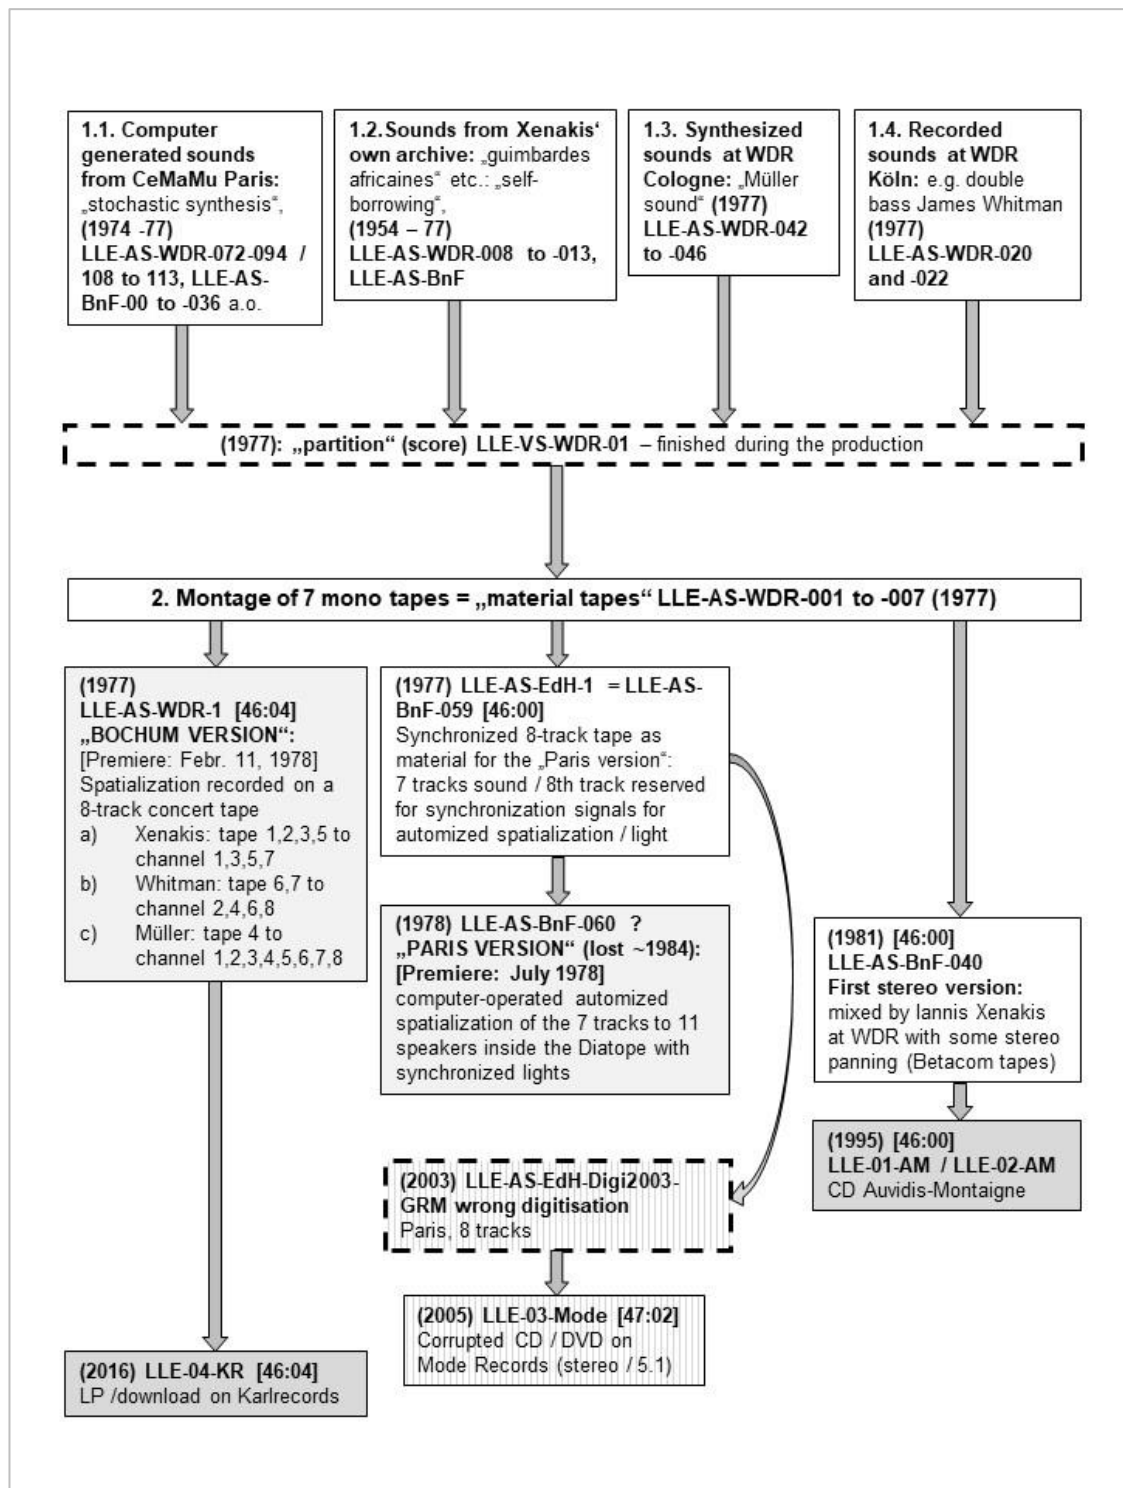 1.1. Computer
generated sounds
from CeMaMu Paris:
„stochastic synthesis“,
(1974 -77)
LLE-AS-WDR-072-094 /
108 to 113, LLE-AS-
BnF-00 to -036 a.o.
1.2. Sounds from Xenakis‘
own archive: „guimbardes
africaines“ etc.: „self-
borrowing“,
(1954 – 77)
LLE-AS-WDR-008 to -013,
LLE-AS-BnF
1.3. Synthesized
sounds at WDR
Cologne: „Müller
sound“ (1977)
LLE-AS-WDR-042
to -046
1.4. Recorded
sounds at WDR
Köln: e.g. double
bass James Whitman
(1977)
LLE-AS-WDR-020
and -022
(1977): „partition“ (score) LLE-VS-WDR-01 – finished during the production
2. Montage of 7 mono tapes = „material tapes“ LLE-AS-WDR-001 to -007 (1977)
(1977)
LLE-AS-WDR-1 [46:04]
„BOCHUM VERSION“:
[Premiere: Febr. 11, 1978]
Spatialization recorded on a
8-track concert tape
a) Xenakis: tape 1,2,3,5 to
channel 1,3,5,7
b) Whitman: tape 6,7 to
channel 2,4,6,8
c) Müller: tape 4 to
channel 1,2,3,4,5,6,7,8
(1977) LLE-AS-EdH-1 = LLE-AS-
BnF-059 [46:00]
Synchronized 8-track tape as
material for the „Paris version“:
7 tracks sound / 8th track reserved
for synchronization signals for
automized spatialization / light
(1978) LLE-AS-BnF-060 ?
„PARIS VERSION“ (lost ~1984):
[Premiere: July 1978]
computer-operated automized
spatialization of the 7 tracks to 11
speakers inside the Diatope with
synchronized lights
(1981) [46:00]
LLE-AS-BnF-040
First stereo version:
mixed by Iannis Xenakis
at WDR with some stereo
panning (Betacom tapes)
(1995) [46:00]
LLE-01-AM / LLE-02-AM
CD Auvidis-Montaigne
(2003) LLE-AS-EdH-Digi2003-
GRM wrong digitisation
Paris, 8 tracks
(2005) LLE-03-Mode [47:02]
Corrupted CD / DVD on
Mode Records (stereo / 5.1)
(2016) LLE-04-KR [46:04]
LP /download on Karlrecords